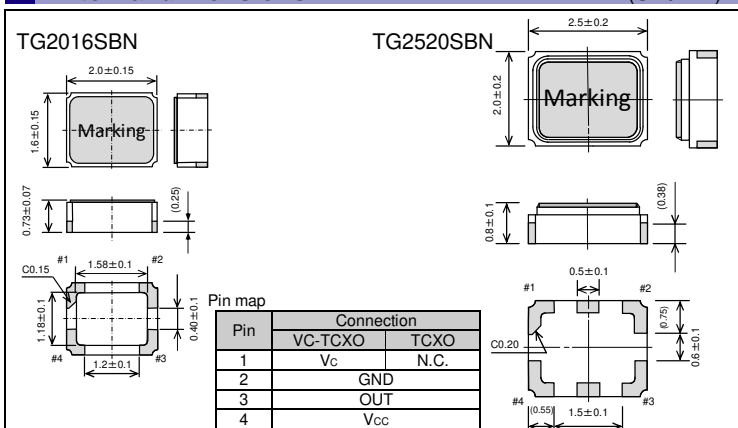 TG2016SBN
2.0±0.15
1.6±0.15
Marking
0.73±0.07
(0.25)
#1
1.58±0.1
#2
C0.15
1.18±0.1
0.40±0.1
#4
1.2±0.1
#3
TG2520SBN
2.5±0.2
2.0±0.2
Marking
0.8±0.1
(0.38)
0.5±0.1
#1
#2
(0.75)
C0.20
0.6±0.1
#4
(0.55)
1.5±0.1
#3
Pin map
Pin
Connection
VC-TCXO
TCXO
1
Vc
N.C.
2
GND
3
OUT
4
Vcc